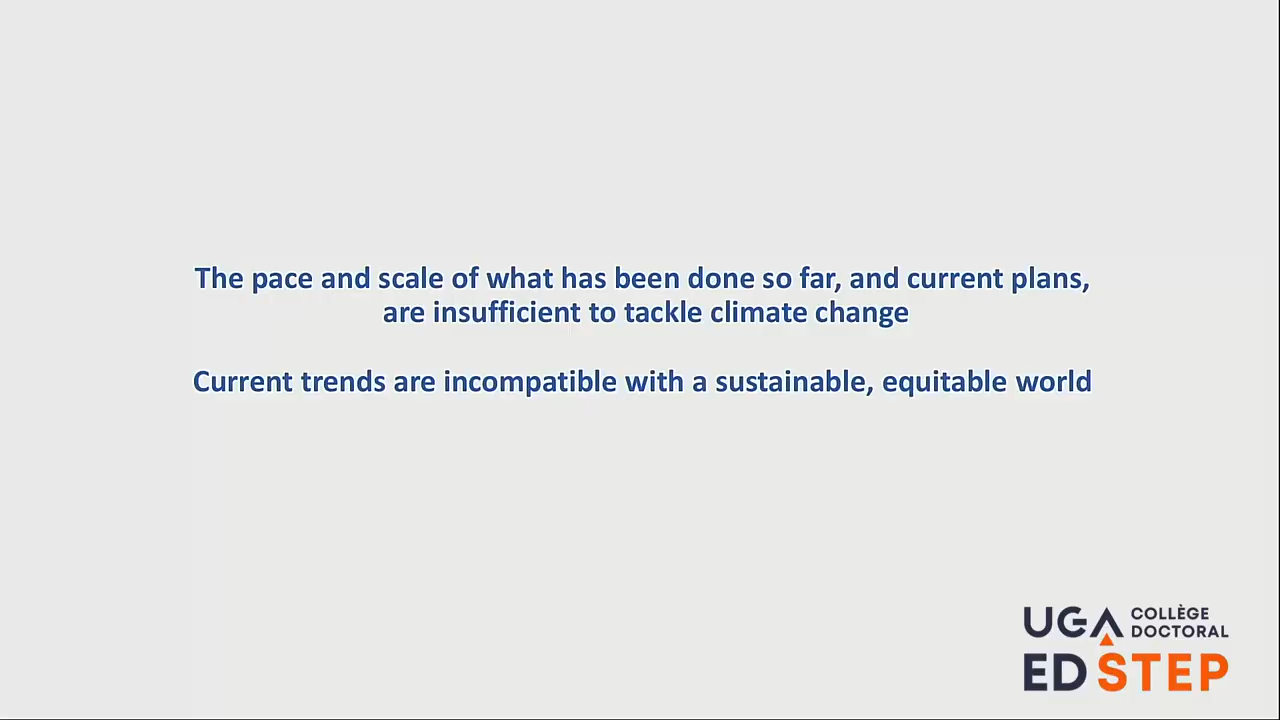 The pace and scale of what has been done so far, and current plans,
are insufficient to tackle climate change
Current trends are incompatible with a sustainable, equitable world
UGA COLLÈGE
DOCTORAL
ED STEP